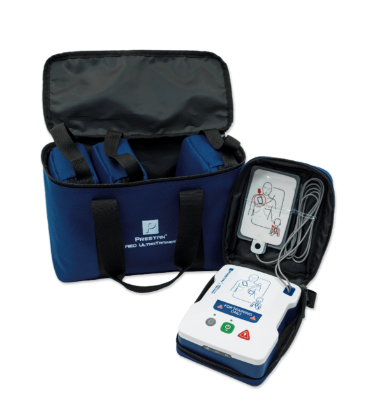 PRESTAN®
AED ULTRATRAINER
FOR TRAINING
ONLY